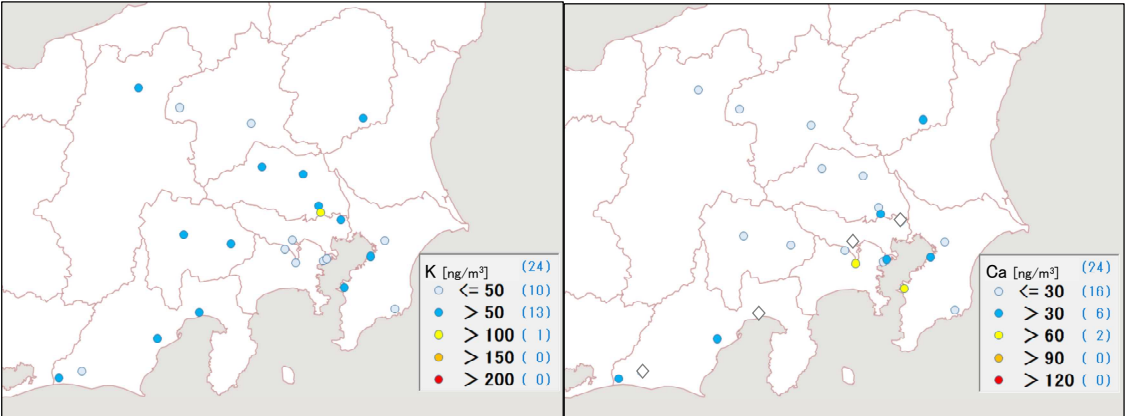 K [ng/m³] (24)
<= 50 (10)
> 50 (13)
> 100 ( 1)
> 150 ( 0)
> 200 ( 0)
Ca [ng/m³] (24)
<= 30 (16)
> 30 ( 6)
> 60 ( 2)
> 90 ( 0)
> 120 ( 0)